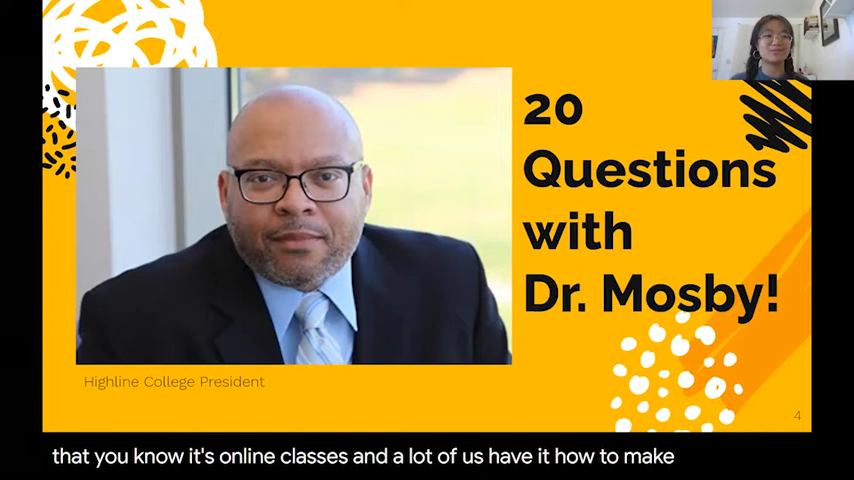 20
Questions
with
Dr. Mosby!
Highline College President
4
that you know it's online classes and a lot of us have it how to make